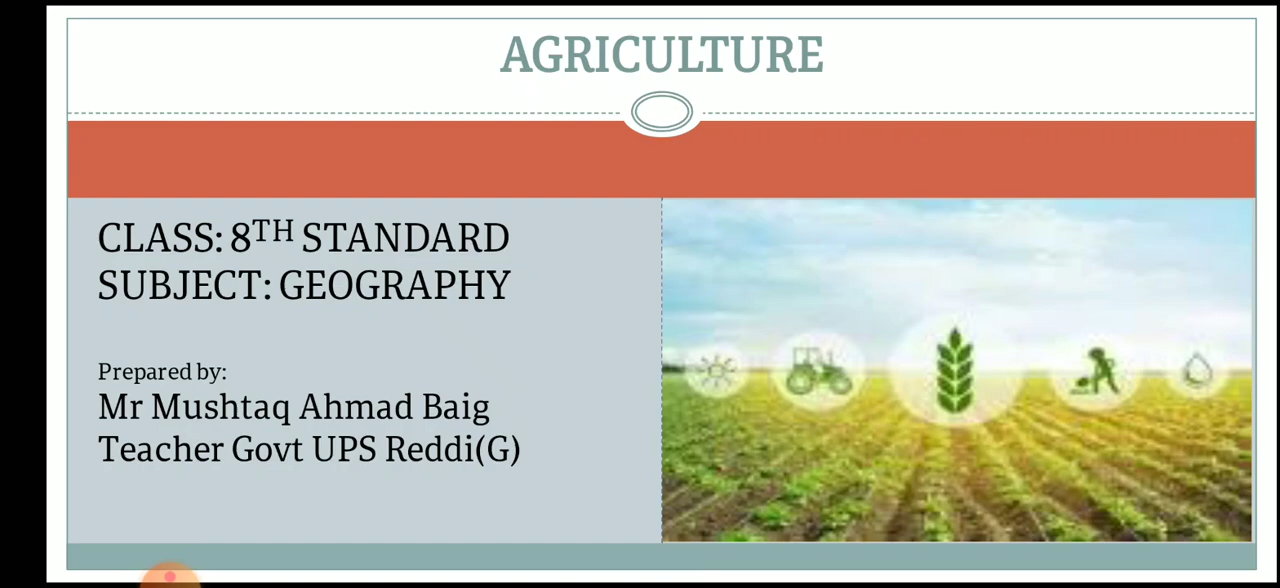 AGRICULTURE
CLASS: 8TH STANDARD
SUBJECT: GEOGRAPHY
Prepared by:
Mr Mushtaq Ahmad Baig
Teacher Govt UPS Reddi(G)